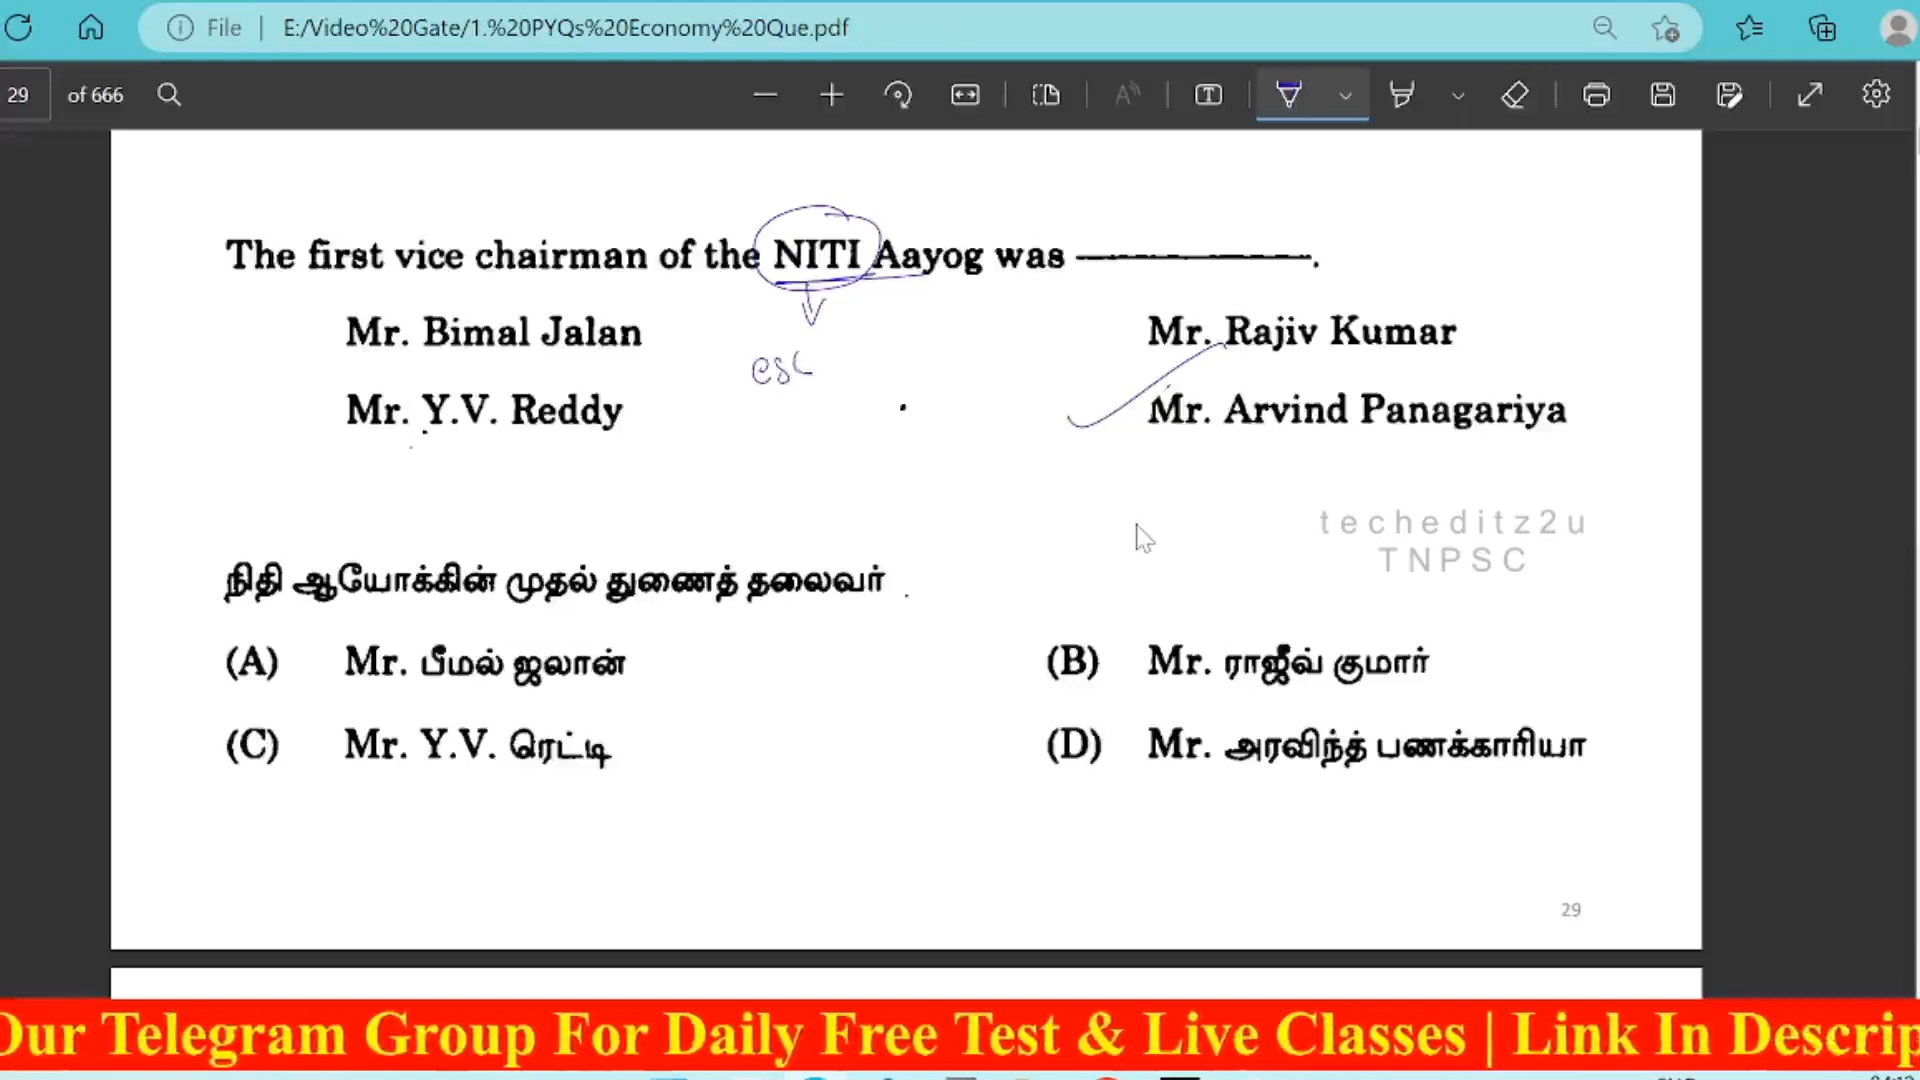 File | E:/Video%20Gate/1.%20PYQs%20Economy%20Que.pdf
29 of 666
The first vice chairman of the NITI Aayog was ————.
Mr. Bimal Jalan Mr. Rajiv Kumar
esc
Mr. Y.V. Reddy Mr. Arvind Panagariya
techeditz2u
TNPSC
நிதி ஆயோக்கின் முதல் துணைத் தலைவர்
(A) Mr. பீமல் ஜலான் (B) Mr. ராஜீவ் குமார்
(C) Mr. Y.V. ரெட்டி (D) Mr. அரவிந்த் பணக்காரியா
29
Our Telegram Group For Daily Free Test & Live Classes | Link In Descrip